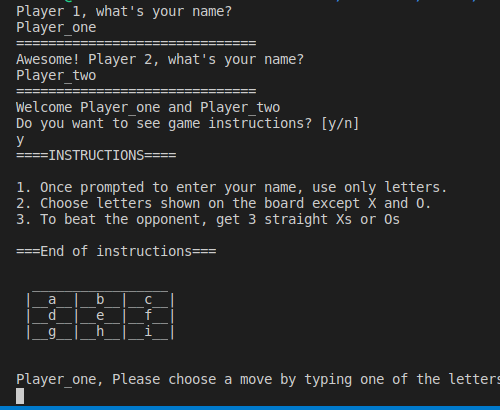 Player 1, what's your name?
Player_one
==============================
Awesome! Player 2, what's your name?
Player_two
==============================
Welcome Player_one and Player_two
Do you want to see game instructions? [y/n]
y
====INSTRUCTIONS====
1. Once prompted to enter your name, use only letters.
2. Choose letters shown on the board except X and O.
3. To beat the opponent, get 3 straight Xs or Os
===End of instructions===
|__a__|__b__|__c__|
|__d__|__e__|__f__|
|__g__|__h__|__i__|
Player_one, Please choose a move by typing one of the letters